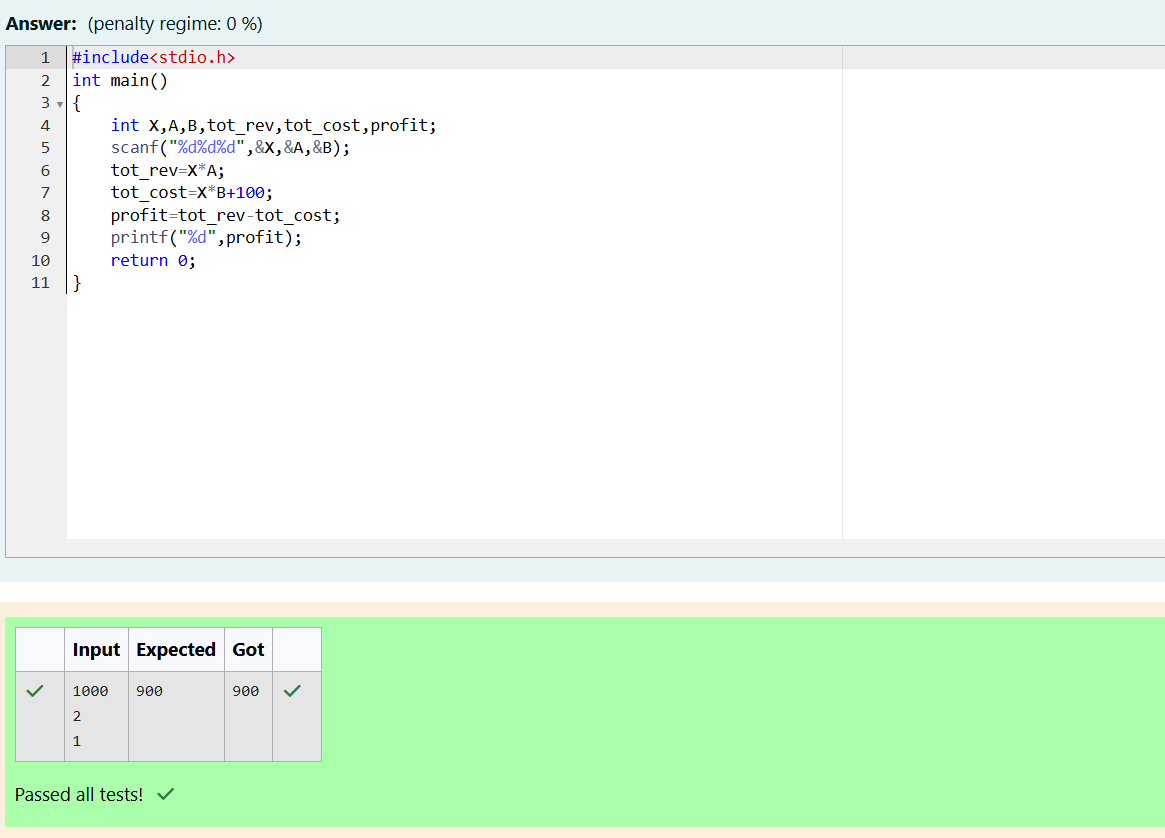 Answer: (penalty regime: 0 %)
1 #include<stdio.h>
2 int main()
3 {
4     int X,A,B,tot_rev,tot_cost,profit;
5     scanf("%d%d%d",&X,&A,&B);
6     tot_rev=X*A;
7     tot_cost=X*B+100;
8     profit=tot_rev-tot_cost;
9     printf("%d",profit);
10     return 0;
11 }
Input Expected Got
1000 900 900
2
1
Passed all tests!